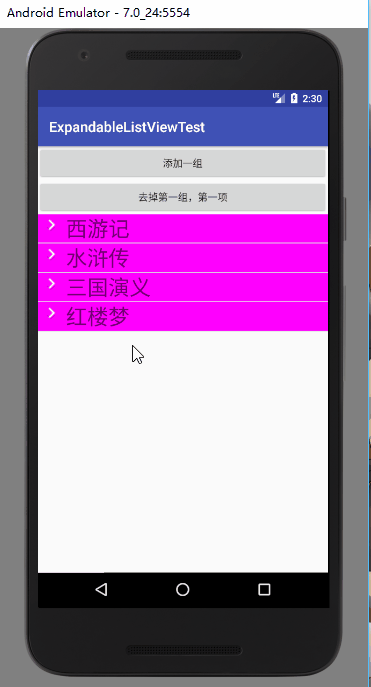 Android Emulator - 7.0_24:5554
LTE 2:30
ExpandableListViewTest
添加一组
去掉第一组，第一项
西游记
水浒传
三国演义
红楼梦